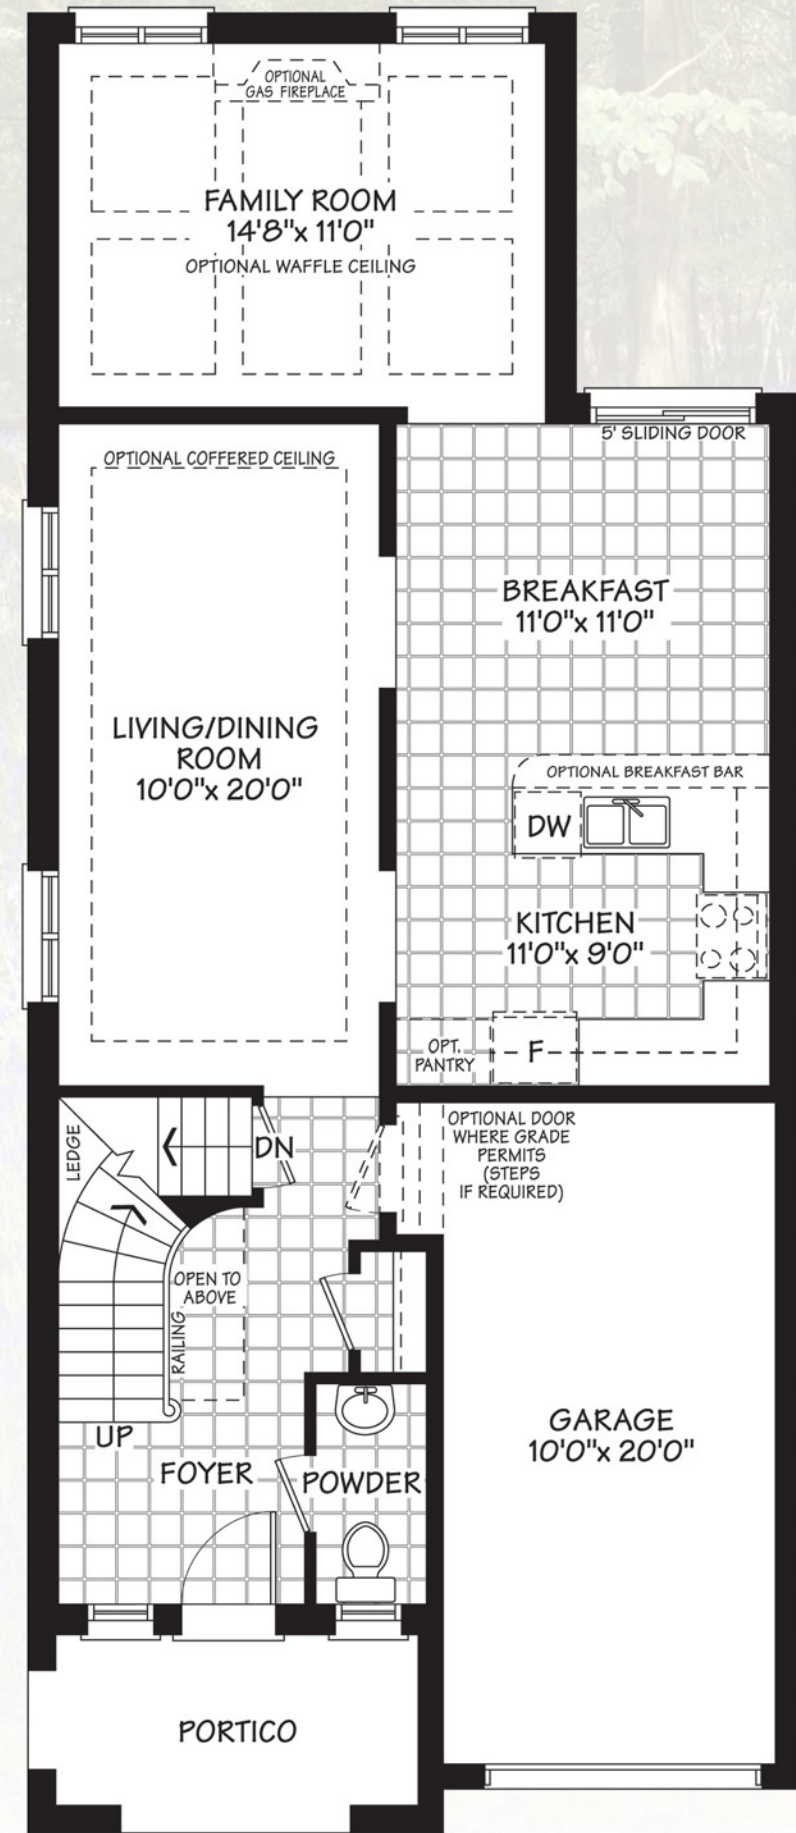 OPTIONAL
GAS FIREPLACE
FAMILY ROOM
14'8"x 11'0"
OPTIONAL WAFFLE CEILING
5' SLIDING DOOR
OPTIONAL COFFERED CEILING
BREAKFAST
11'0"x 11'0"
LIVING/DINING
ROOM
10'0"x 20'0"
OPTIONAL BREAKFAST BAR
DW
KITCHEN
11'0"x 9'0"
OPT.
PANTRY
F
LEDGE
DN
OPTIONAL DOOR
WHERE GRADE
PERMITS
(STEPS
IF REQUIRED)
OPEN TO
ABOVE
RAILING
UP
FOYER
POWDER
GARAGE
10'0"x 20'0"
PORTICO